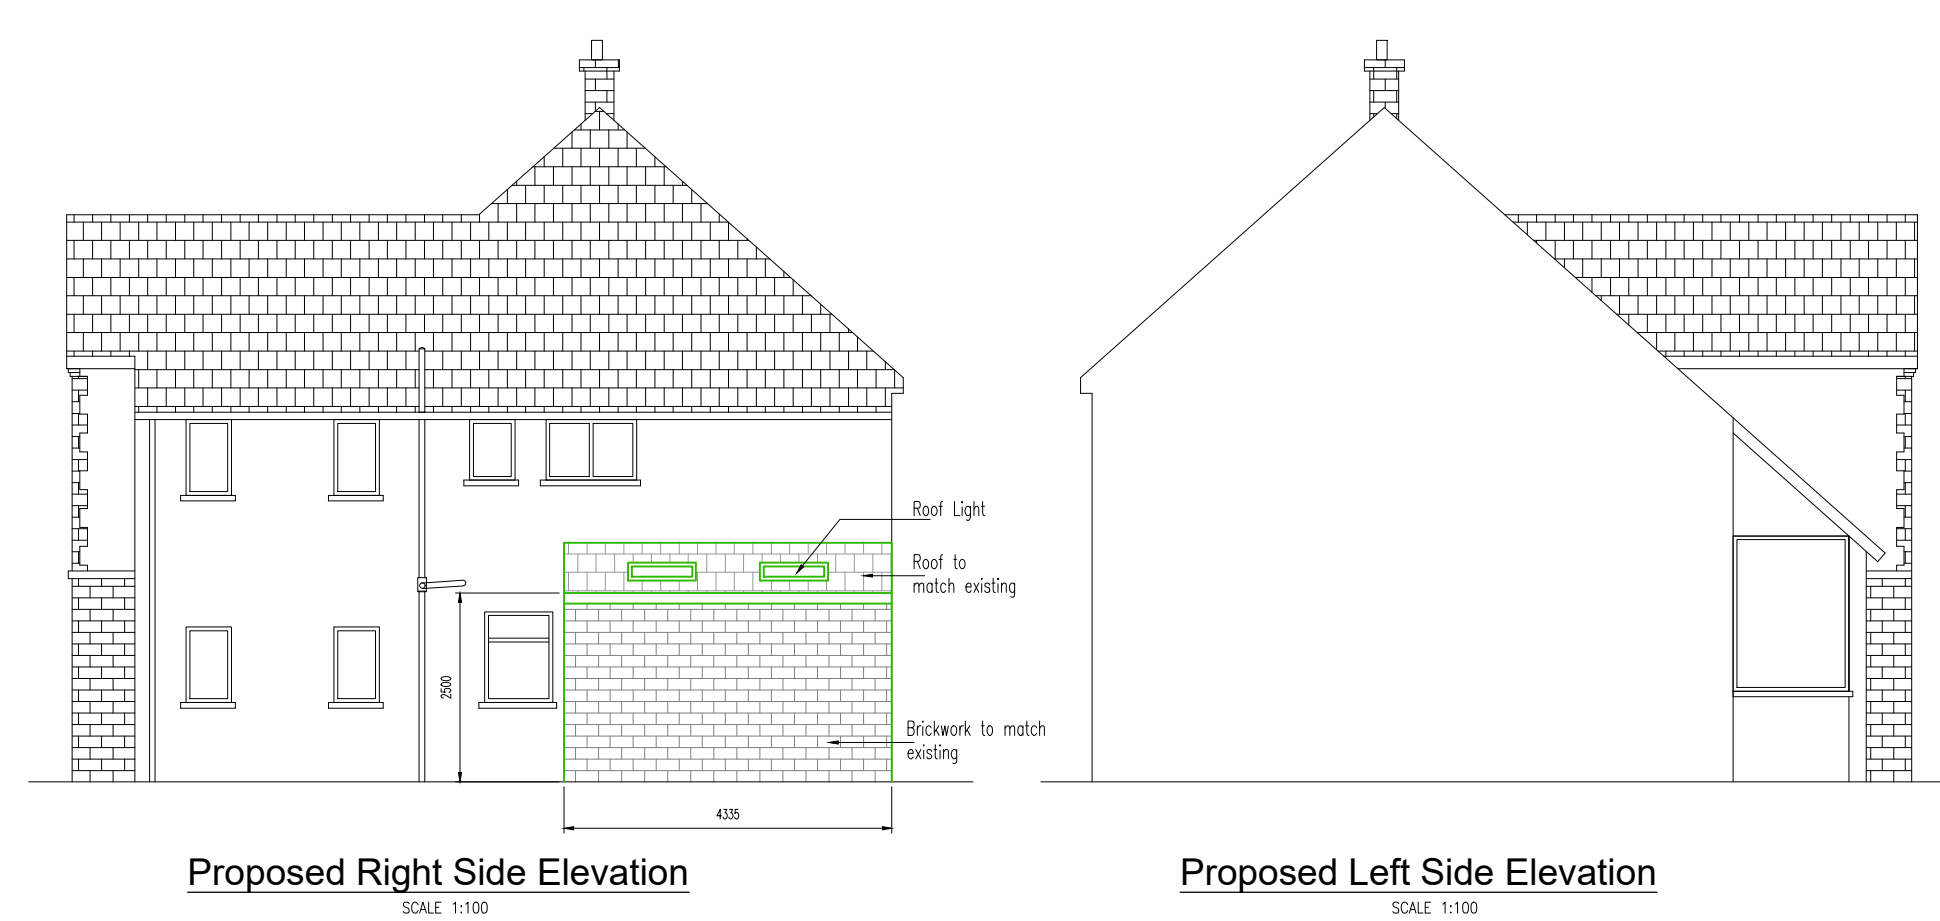 Roof Light
Roof to
match existing
2500
Brickwork to match
existing
4335
Proposed Right Side Elevation
SCALE 1:100
Proposed Left Side Elevation
SCALE 1:100